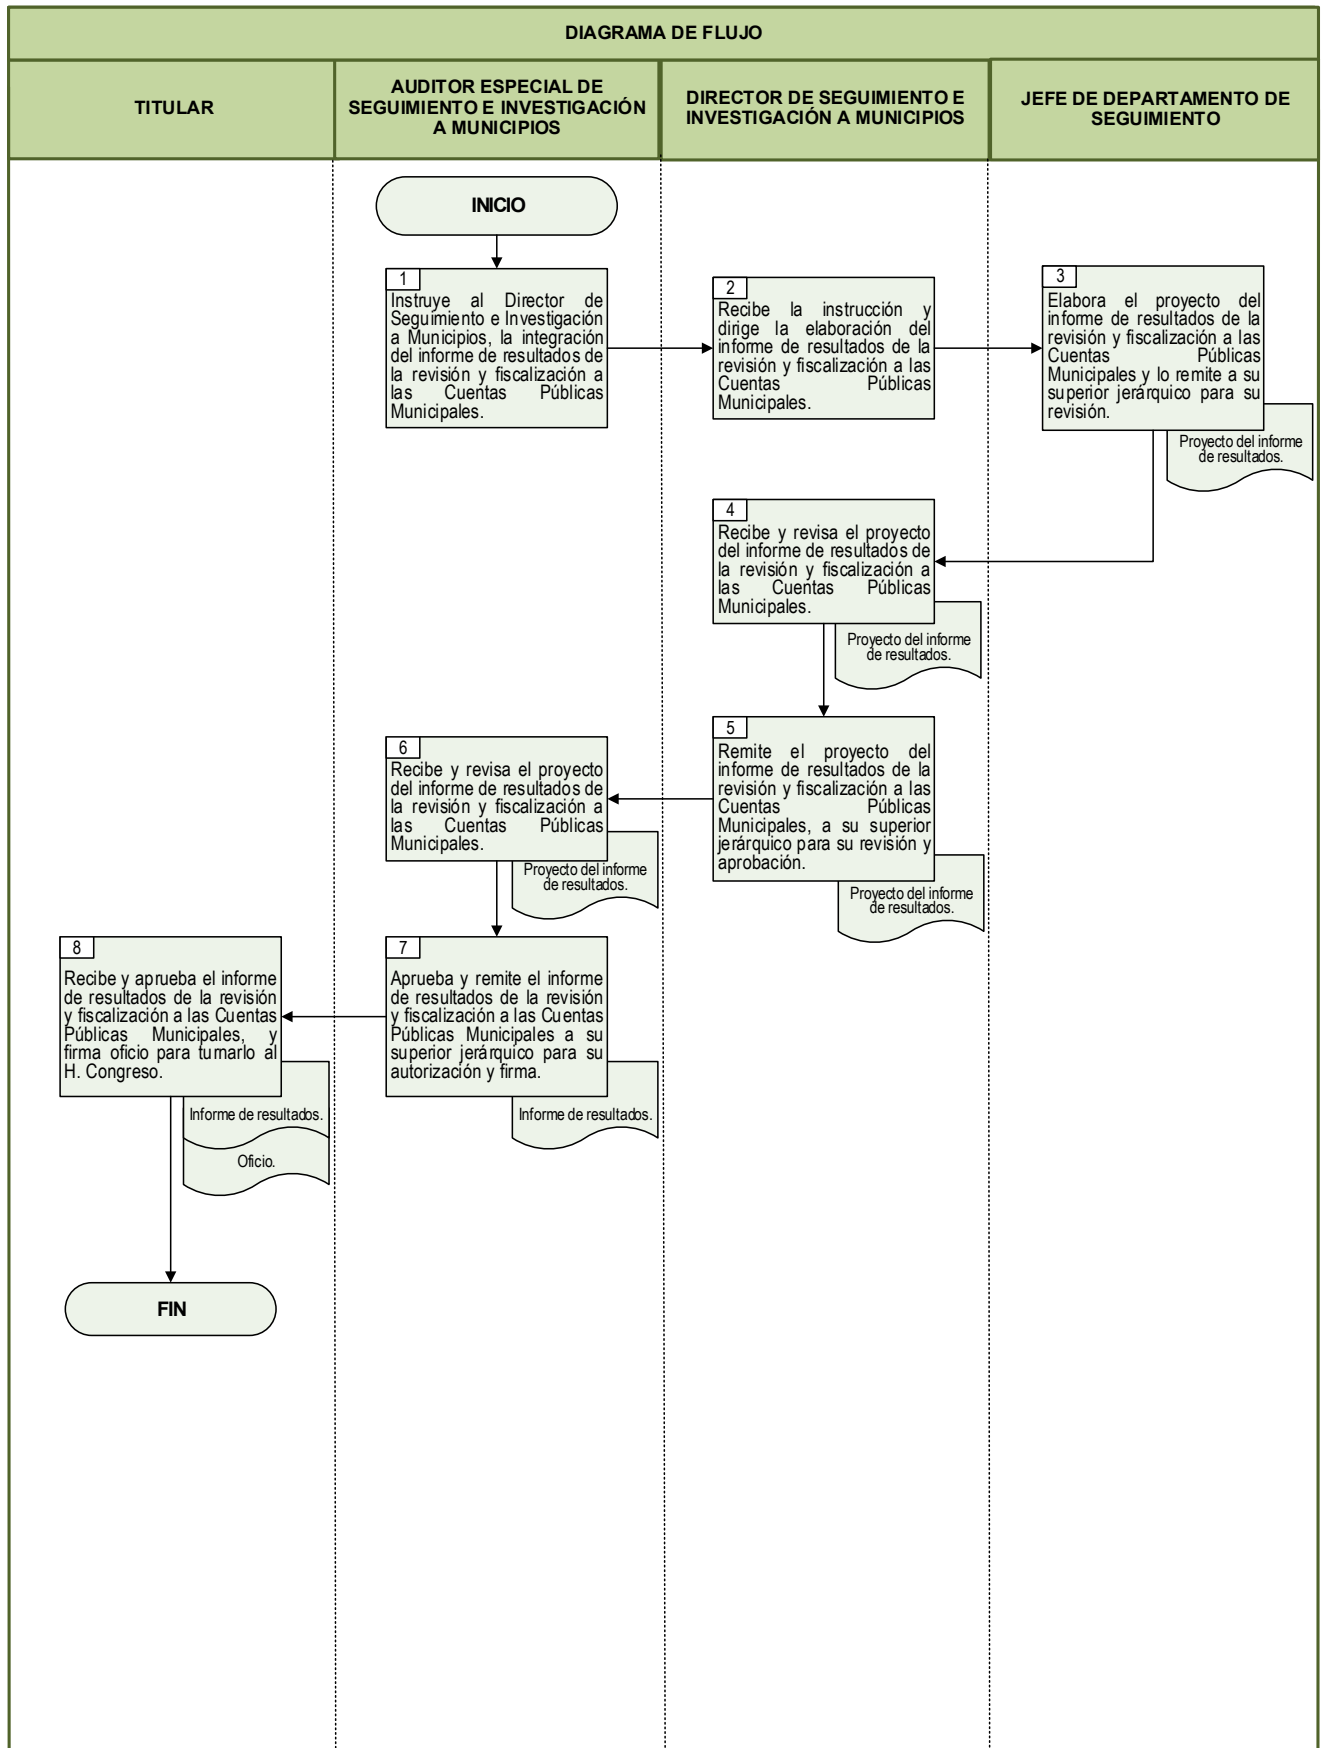 DIAGRAMA DE FLUJO
TITULAR
AUDITOR ESPECIAL DE
SEGUIMIENTO E INVESTIGACIÓN
A MUNICIPIOS
DIRECTOR DE SEGUIMIENTO E
INVESTIGACIÓN A MUNICIPIOS
JEFE DE DEPARTAMENTO DE
SEGUIMIENTO
INICIO
1
Instruye al Director de
Seguimiento e Investigación
a Municipios, la integración
del informe de resultados de
la revisión y fiscalización a
las Cuentas Públicas
Municipales.
2
Recibe la instrucción y
dirige la elaboración del
informe de resultados de la
revisión y fiscalización a las
Cuentas Públicas
Municipales.
3
Elabora el proyecto del
informe de resultados de la
revisión y fiscalización a las
Cuentas Públicas
Municipales y lo remite a su
superior jerárquico para su
revisión.
Proyecto del informe
de resultados.
4
Recibe y revisa el proyecto
del informe de resultados de
la revisión y fiscalización a
las Cuentas Públicas
Municipales.
Proyecto del informe
de resultados.
5
Remite el proyecto del
informe de resultados de la
revisión y fiscalización a las
Cuentas Públicas
Municipales, a su superior
jerárquico para su revisión y
aprobación.
Proyecto del informe
de resultados.
6
Recibe y revisa el proyecto
del informe de resultados de
la revisión y fiscalización a
las Cuentas Públicas
Municipales.
Proyecto del informe
de resultados.
7
Aprueba y remite el informe
de resultados de la revisión
y fiscalización a las Cuentas
Públicas Municipales a su
superior jerárquico para su
autorización y firma.
Informe de resultados.
8
Recibe y aprueba el informe
de resultados de la revisión
y fiscalización a las Cuentas
Públicas Municipales, y
firma oficio para turnarlo al
H. Congreso.
Informe de resultados.
Oficio.
FIN